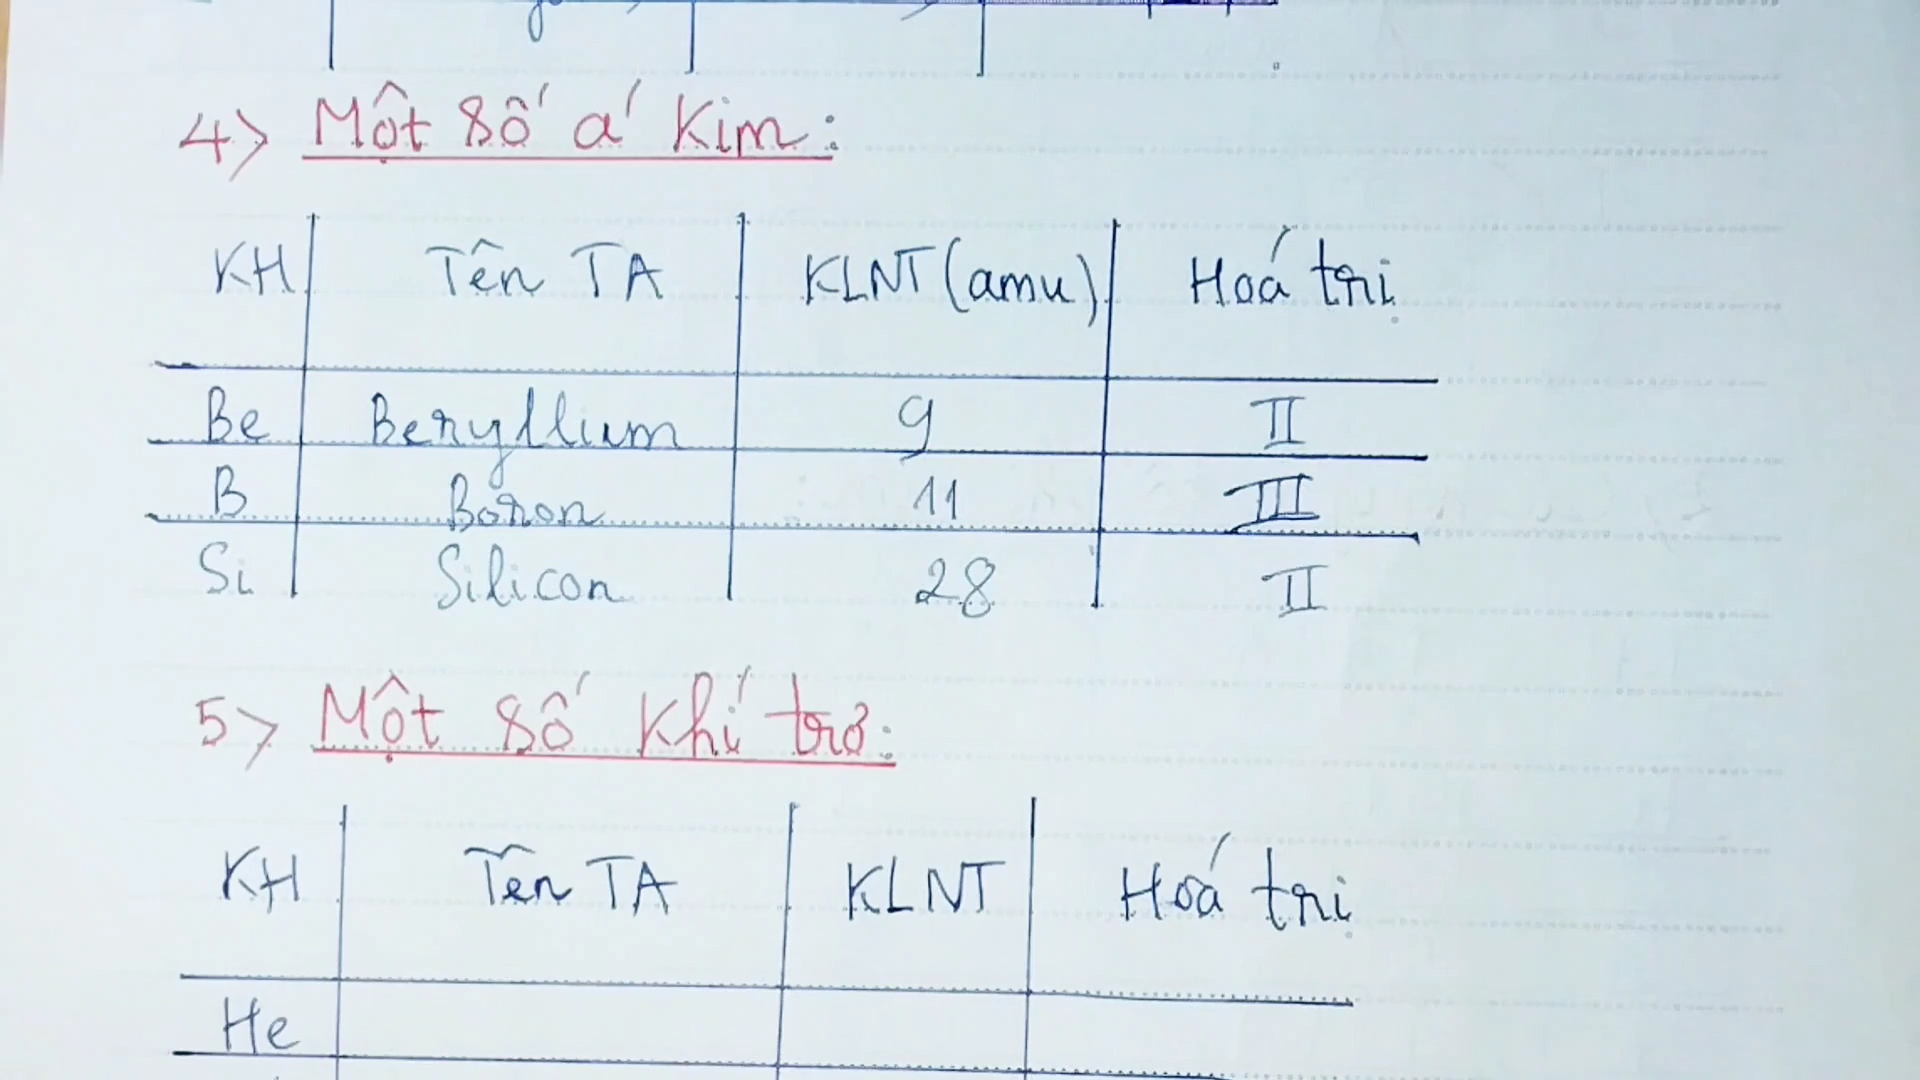 4> Một số á kim:
KH Tên TA KLNT (amu) Hoá trị
Be Beryllium 9 II
B Boron 11 III
Si Silicon 28 II
5> Một số khí trơ:
KH Tên TA KLNT Hoá trị
He